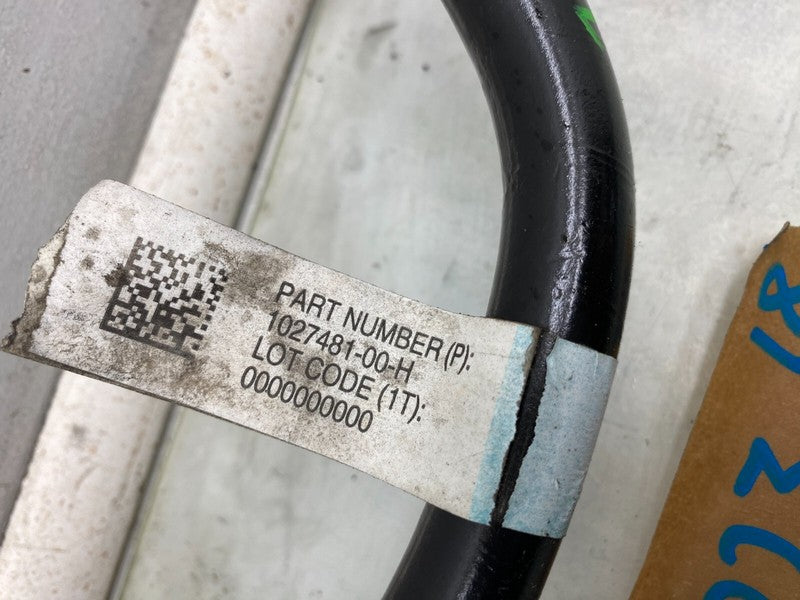 PART NUMBER (P):
1027481-00-H
LOT CODE (1T):
0000000000